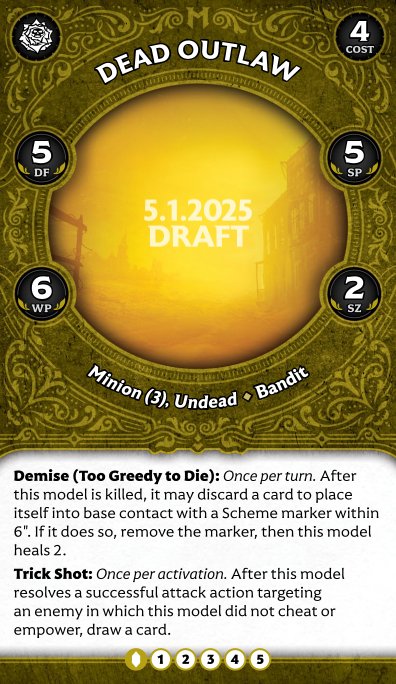 M
4
COST
DEAD OUTLAW
5
DF
5
SP
5.1.2025
DRAFT
6
WP
2
SZ
Minion (3), Undead ⬥ Bandit
Demise (Too Greedy to Die): Once per turn. After
this model is killed, it may discard a card to place
itself into base contact with a Scheme marker within
6". If it does so, remove the marker, then this model
heals 2.
Trick Shot: Once per activation. After this model
resolves a successful attack action targeting
an enemy in which this model did not cheat or
empower, draw a card.
1 2 3 4 5